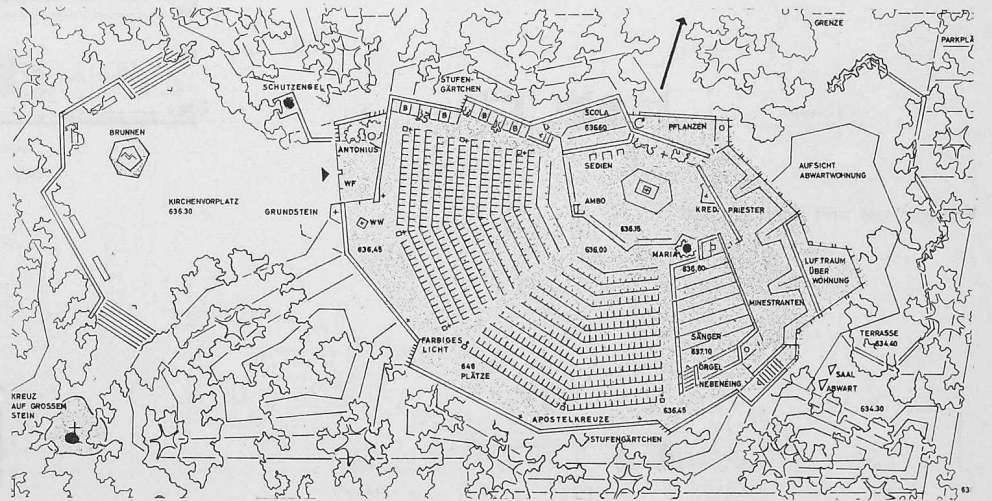 GRENZE
PARKPLÄ
SCHUTZENGEL
STUFEN-
GÄRTCHEN
BRUNNEN
ANTONIUS
B
B
B
B
B
B
SCOLA
636.60
PFLANZEN
SEDIEN
AUFSICHT
ABWARTWOHNUNG
WF
KIRCHENVORPLATZ
636.30
GRUNDSTEIN
WW
636.45
AMBO
636.15
636.00
KRED.
PRIESTER
MARIA
636.60
LUFTRAUM
ÜBER
WOHNUNG
MINESTRANTEN
SÄNGER
637.10
ORGEL
NEBENEING.
FARBIGES
LICHT
648
PLÄTZE
TERRASSE
634.40
SAAL
ABWART
634.30
KREUZ
AUF GROSSEM
STEIN
APOSTELKREUZE
636.45
STUFENGÄRTCHEN
63